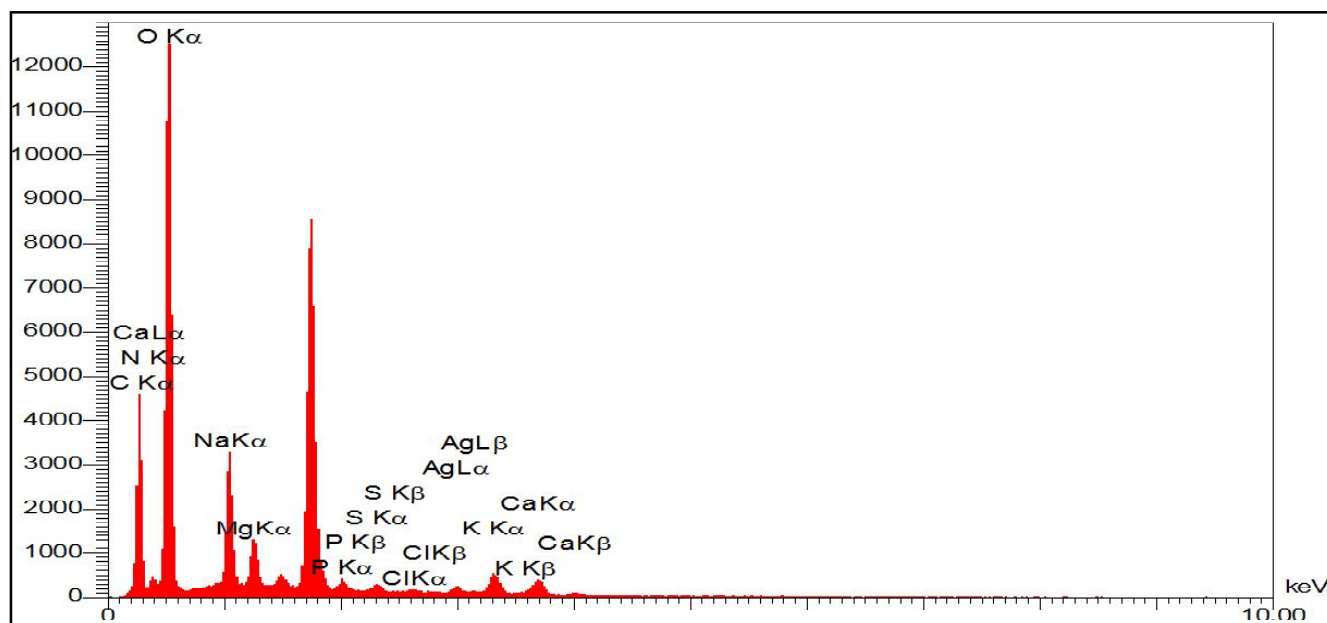 O Kα
12000
11000
10000
9000
8000
7000
6000
CaLα
N Kα
5000
C Kα
4000
NaKα
AgLβ
3000
AgLα
S Kβ
2000
CaKα
S Kα
MgKα
K Kα
P Kβ
ClKβ
CaKβ
1000
P Kα
K Kβ
ClKα
0
keV
0
10.00